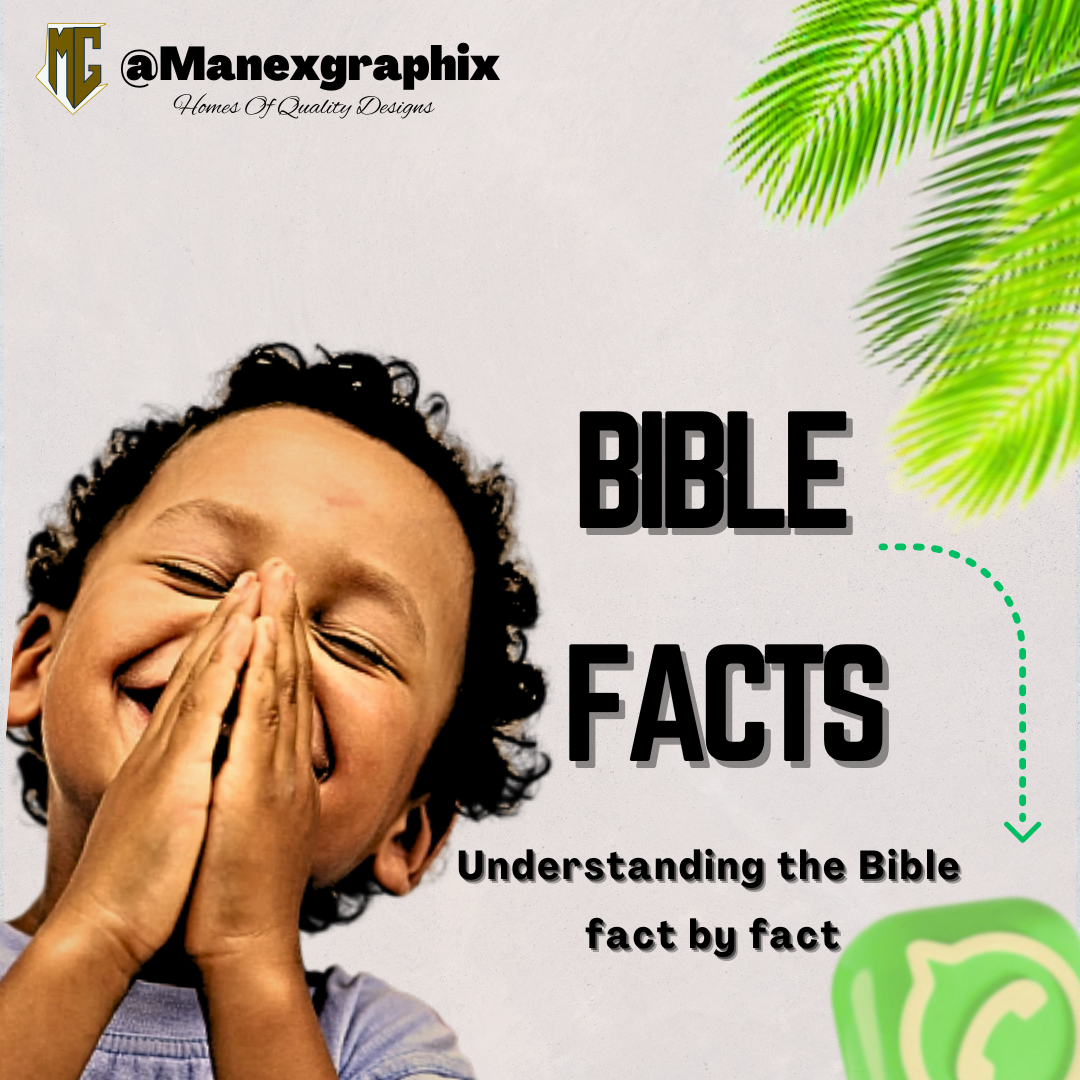 MG
@Manexgraphix
Homes Of Quality Designs
BIBLE
FACTS
Understanding the Bible
fact by fact